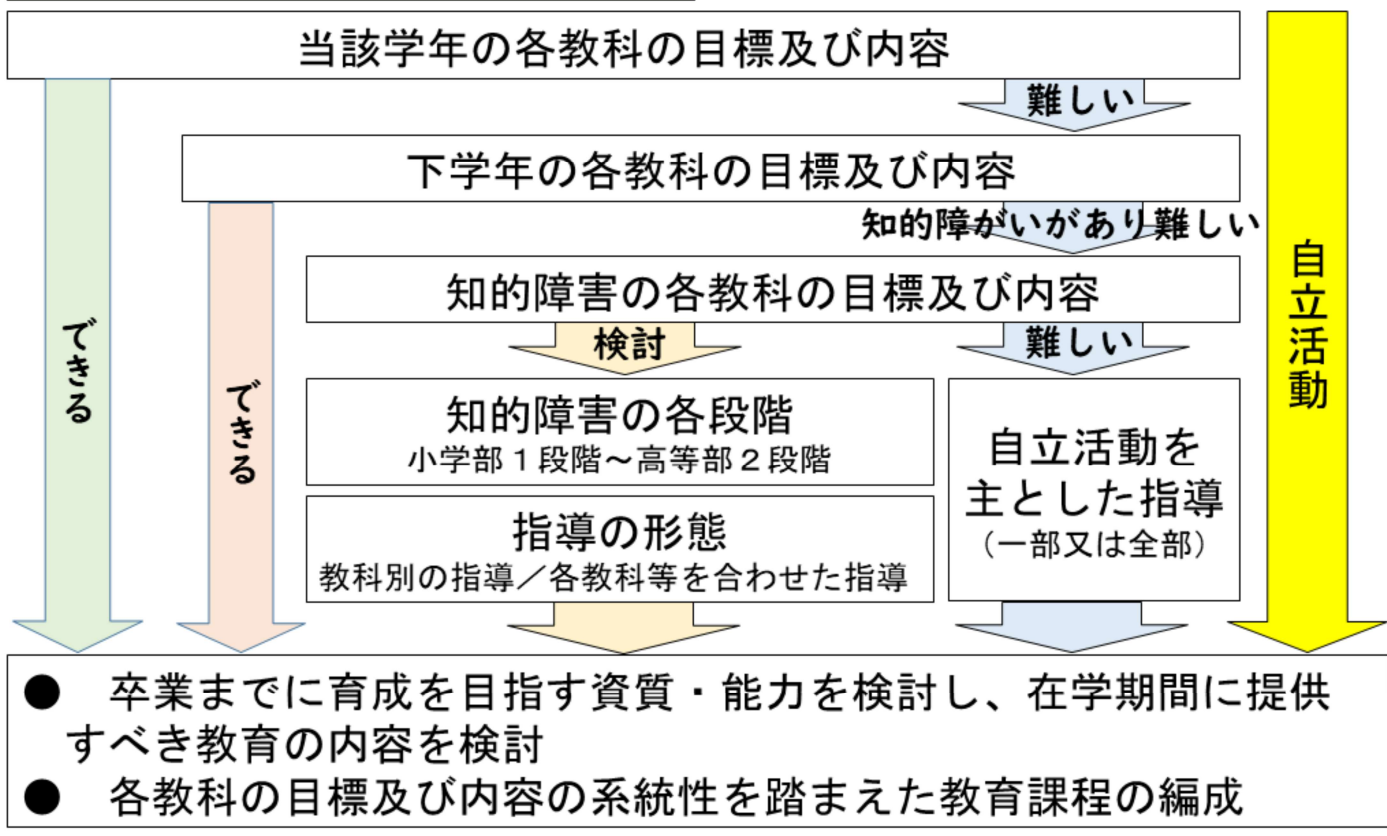 当該学年の各教科の目標及び内容
難しい
下学年の各教科の目標及び内容
知的障がいがあり難しい
知的障害の各教科の目標及び内容
検討
難しい
知的障害の各段階
小学部1段階～高等部2段階
指導の形態
教科別の指導／各教科等を合わせた指導
自立活動を
主とした指導
（一部又は全部）
できる
できる
自立活動
●　卒業までに育成を目指す資質・能力を検討し、在学期間に提供
すべき教育の内容を検討
●　各教科の目標及び内容の系統性を踏まえた教育課程の編成